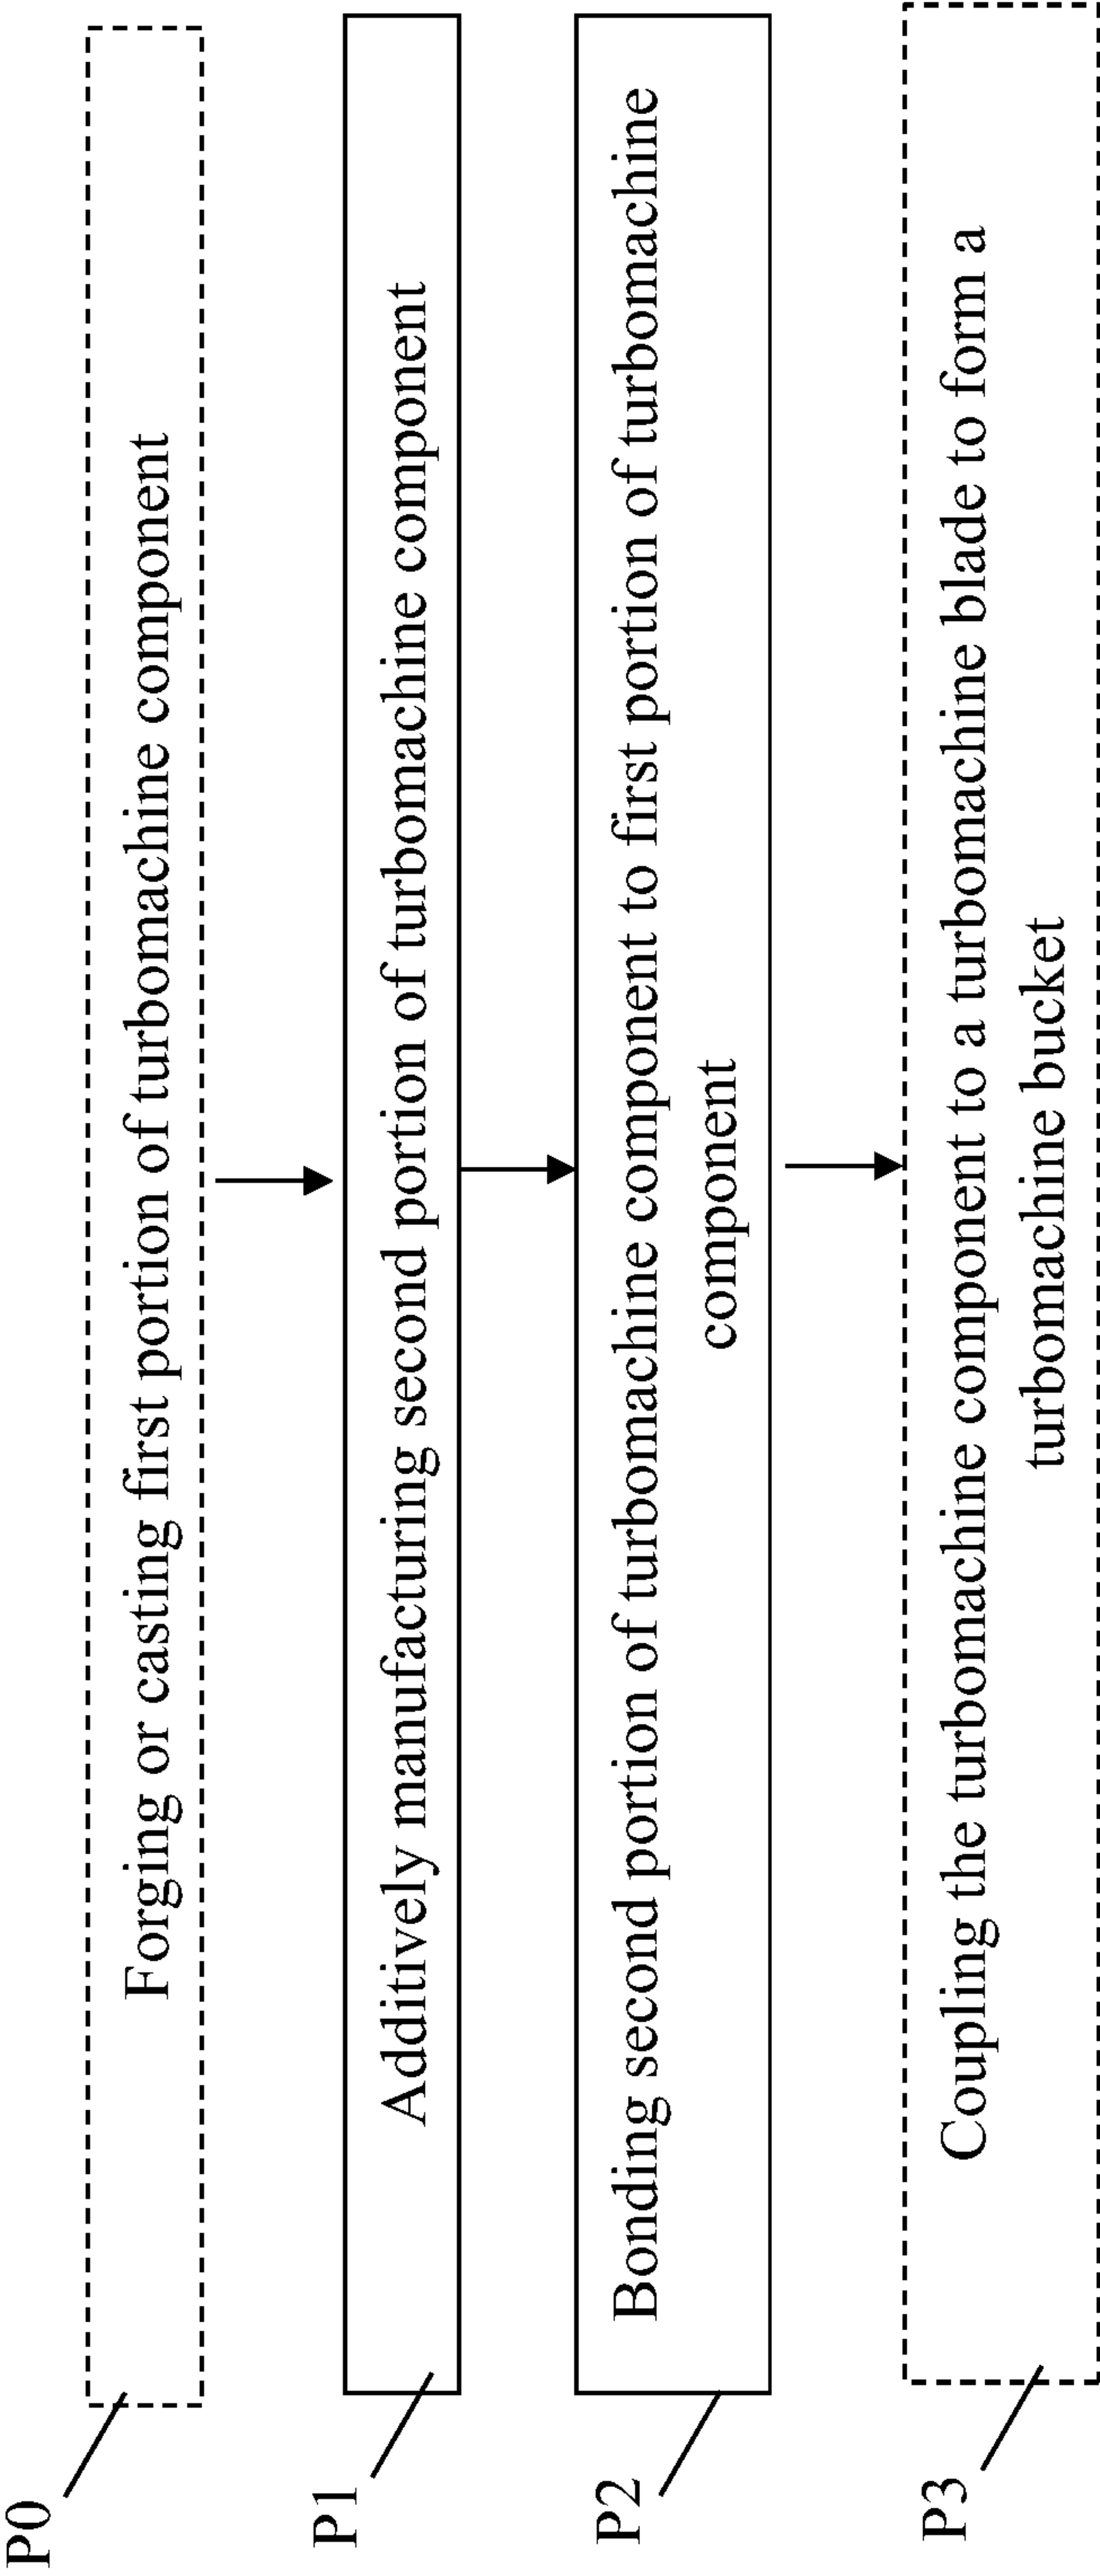 P0
Forging or casting first portion of turbomachine component
P1
Additively manufacturing second portion of turbomachine component
P2
Bonding second portion of turbomachine component to first portion of turbomachine
component
P3
Coupling the turbomachine component to a turbomachine blade to form a
turbomachine bucket